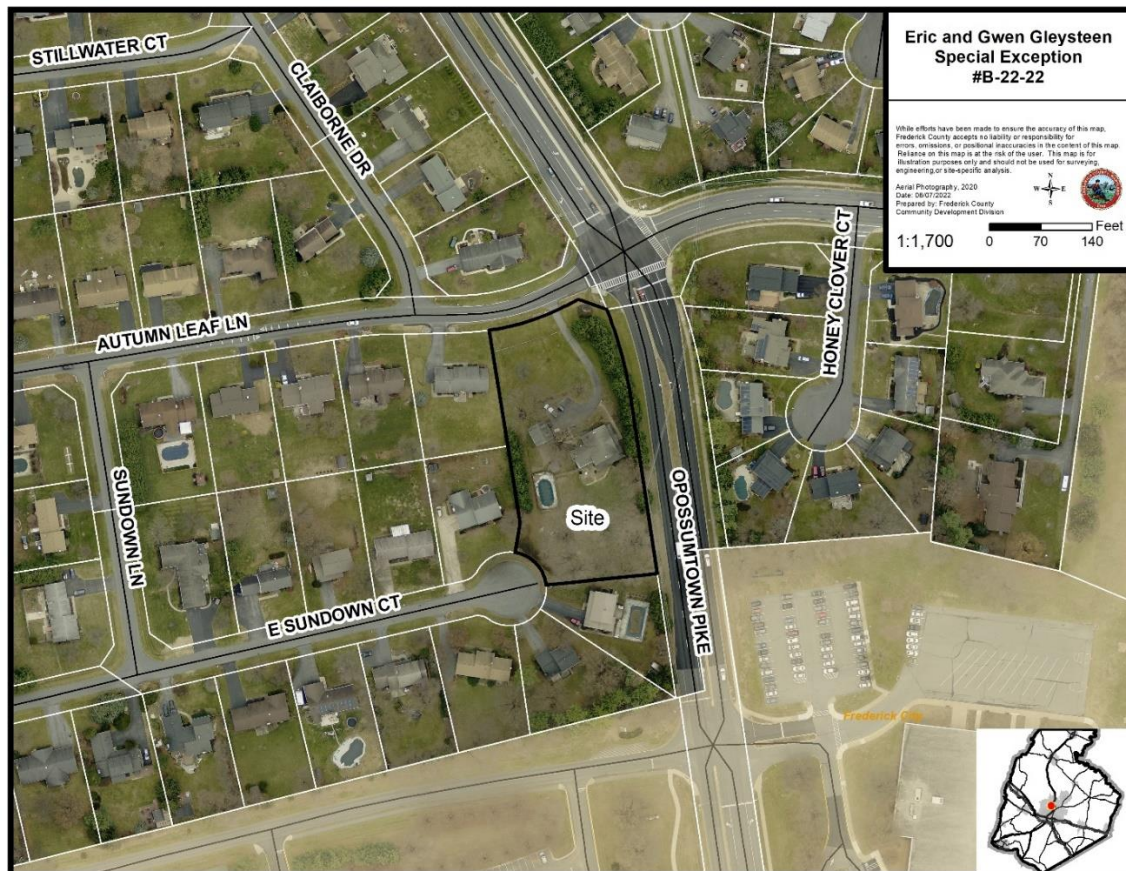 Eric and Gwen Gleysteen
Special Exception
#B-22-22
While efforts have been made to ensure the accuracy of this map,
Frederick County accepts no liability or responsibility for
errors, omissions, or positional inaccuracies in the content of this map.
Reliance on this map is at the risk of the user. This map is for
illustration purposes only and should not be used for surveying,
engineering,or site-specific analysis.
Aerial Photography, 2020
Date: 06/07/2022
Prepared by: Frederick County
Community Development Division
N
W E
S
1:1,700
0 70 140 Feet
STILLWATER CT
CLAIBORNE DR
AUTUMN LEAF LN
HONEY CLOVER CT
SUNDOWN LN
Site
OPOSSUMTOWN PIKE
E SUNDOWN CT
Frederick City